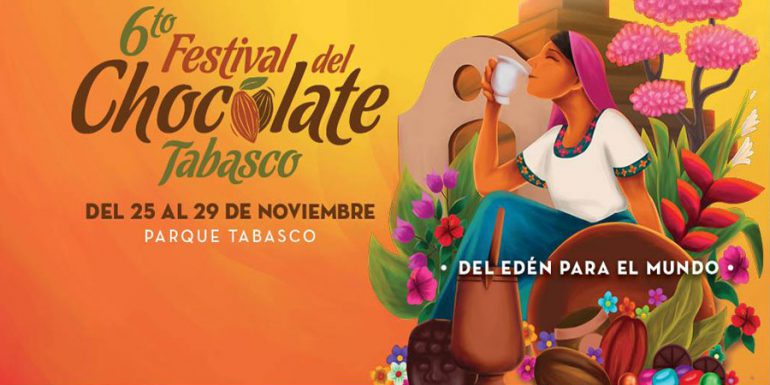 6to
Festival del
Chocolate
Tabasco
DEL 25 AL 29 DE NOVIEMBRE
PARQUE TABASCO
• DEL EDÉN PARA EL MUNDO •